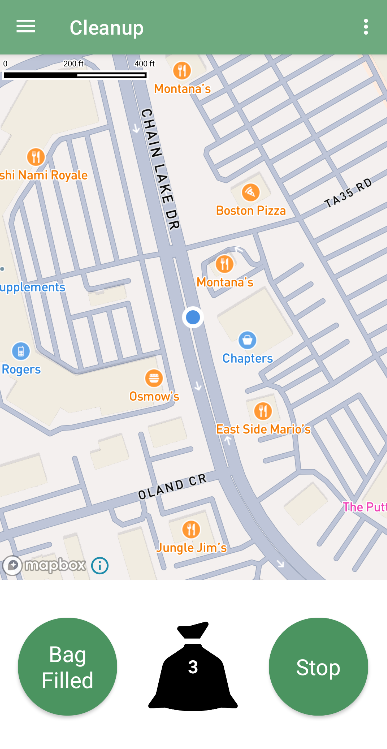 Cleanup
0 200 ft 400 ft
Montana's
CHAIN LAKE DR
shi Nami Royale
TA35 RD
Boston Pizza
Montana's
upplements
Chapters
Rogers
Osmow's
East Side Mario's
OLAND CR
The Putt
Jungle Jim's
mapbox
Bag
Filled
3
Stop